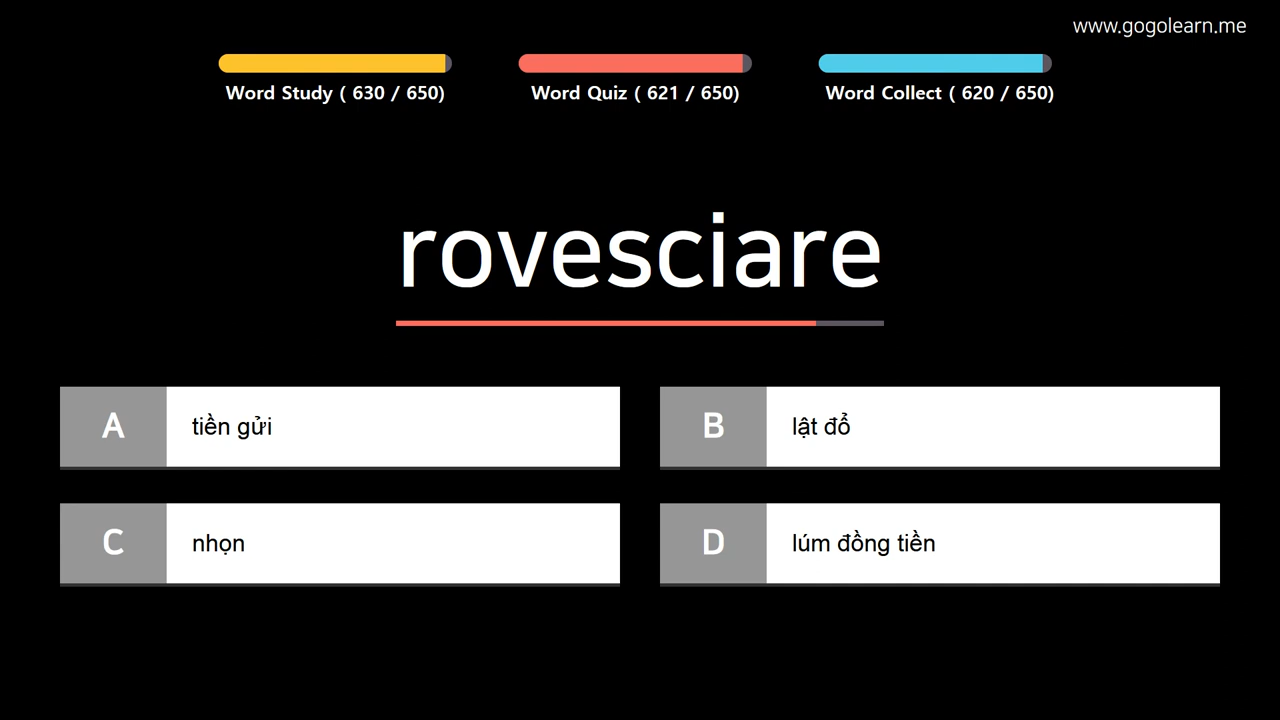 www.gogolearn.me
Word Study ( 630 / 650)
Word Quiz ( 621 / 650)
Word Collect ( 620 / 650)
rovesciare
A tiền gửi
B lật đổ
C nhọn
D lúm đồng tiền